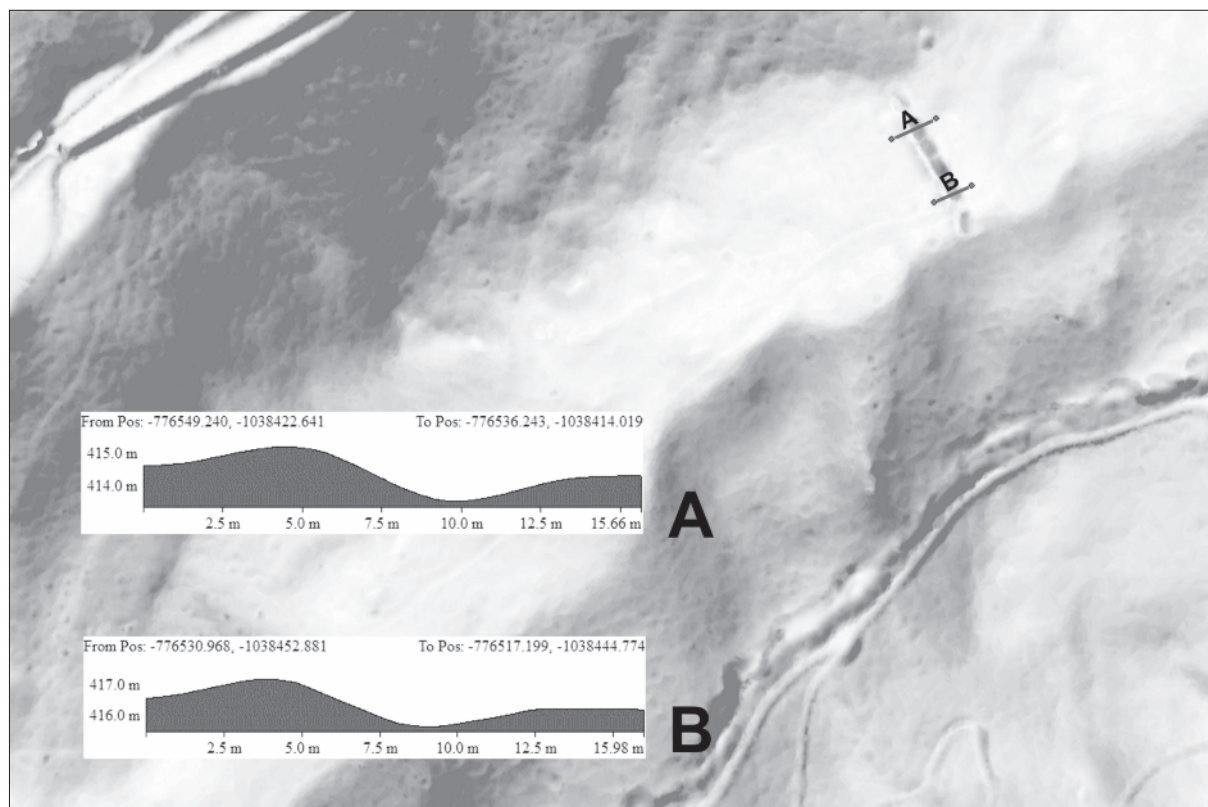 A
B
From Pos: -776549.240, -1038422.641 To Pos: -776536.243, -1038414.019
415.0 m
414.0 m
2.5 m 5.0 m 7.5 m 10.0 m 12.5 m 15.66 m
A
From Pos: -776530.968, -1038452.881 To Pos: -776517.199, -1038444.774
417.0 m
416.0 m
2.5 m 5.0 m 7.5 m 10.0 m 12.5 m 15.98 m
B